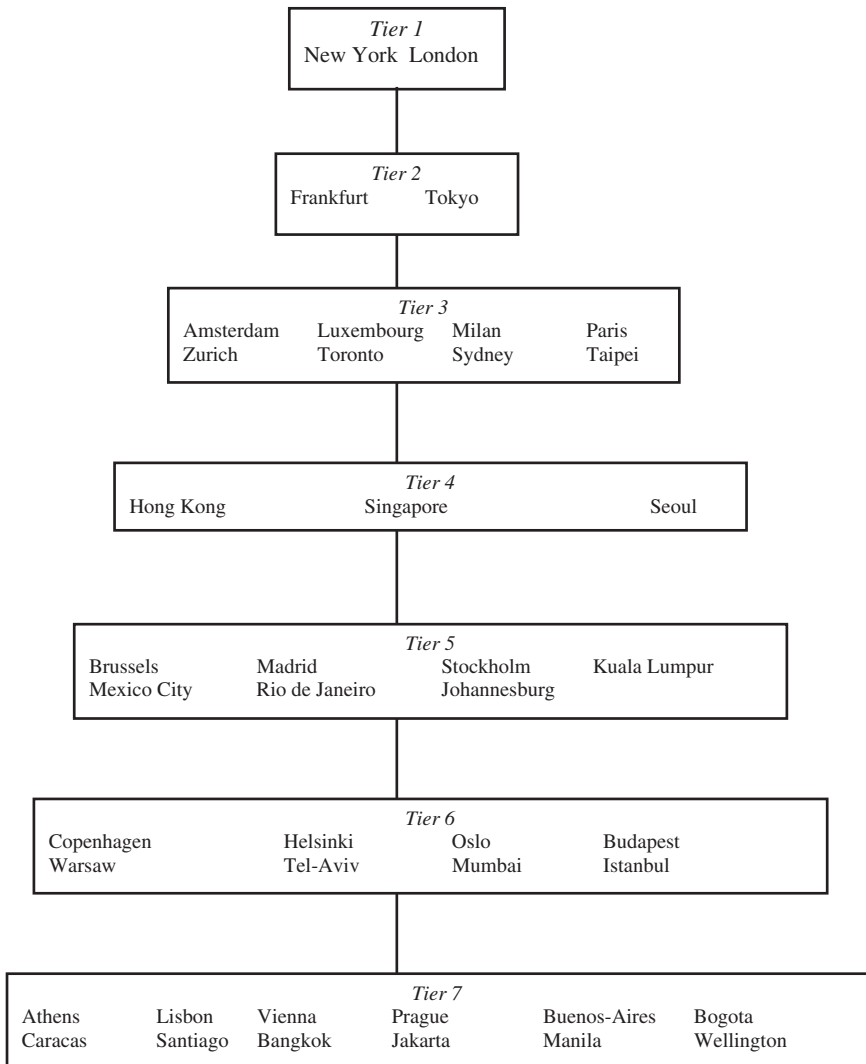 Tier 1
New York London
Tier 2
Frankfurt Tokyo
Tier 3
Amsterdam Luxembourg Milan Paris
Zurich Toronto Sydney Taipei
Tier 4
Hong Kong Singapore Seoul
Tier 5
Brussels Madrid Stockholm Kuala Lumpur
Mexico City Rio de Janeiro Johannesburg
Tier 6
Copenhagen Helsinki Oslo Budapest
Warsaw Tel-Aviv Mumbai Istanbul
Tier 7
Athens Lisbon Vienna Prague Buenos-Aires Bogota
Caracas Santiago Bangkok Jakarta Manila Wellington